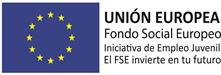 UNIÓN EUROPEA
Fondo Social Europeo
Iniciativa de Empleo Juvenil
El FSE invierte en tu futuro